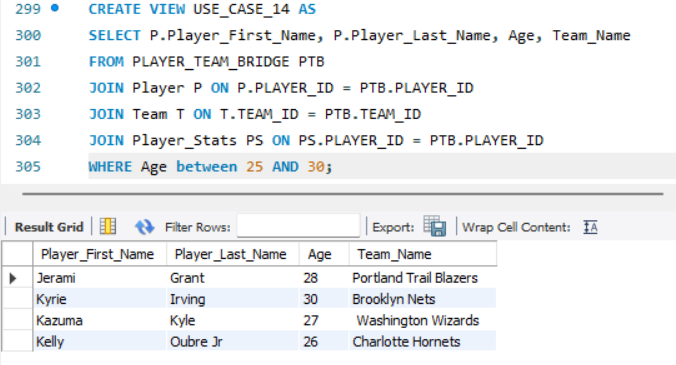 299 CREATE VIEW USE_CASE_14 AS
300 SELECT P.Player_First_Name, P.Player_Last_Name, Age, Team_Name
301 FROM PLAYER_TEAM_BRIDGE PTB
302 JOIN Player P ON P.PLAYER_ID = PTB.PLAYER_ID
303 JOIN Team T ON T.TEAM_ID = PTB.TEAM_ID
304 JOIN Player_Stats PS ON PS.PLAYER_ID = PTB.PLAYER_ID
305 WHERE Age between 25 AND 30;
Result Grid Filter Rows: Export: Wrap Cell Content: IA
Player_First_Name Player_Last_Name Age Team_Name
Jerami Grant 28 Portland Trail Blazers
Kyrie Irving 30 Brooklyn Nets
Kazuma Kyle 27 Washington Wizards
Kelly Oubre Jr 26 Charlotte Hornets